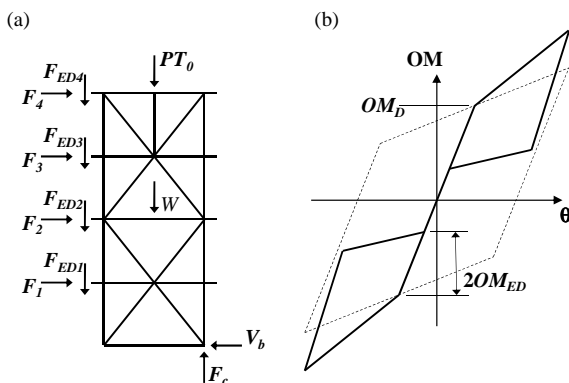 (a)
PT0
FED4
F4
FED3
F3
W
FED2
F2
FED1
F1
Vb
Fc
(b)
OM
OMD
θ
2OMED